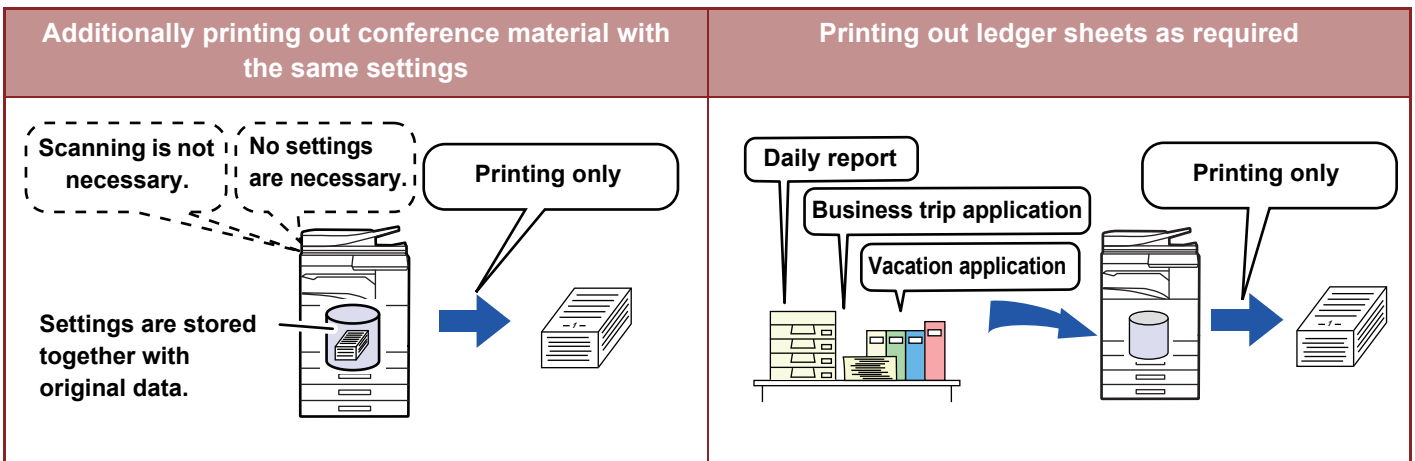 Additionally printing out conference material with
the same settings
Scanning is not
necessary.
No settings
are necessary.
Printing only
Settings are stored
together with
original data.
-1-
Printing out ledger sheets as required
Daily report
Business trip application
Vacation application
Printing only
-1-